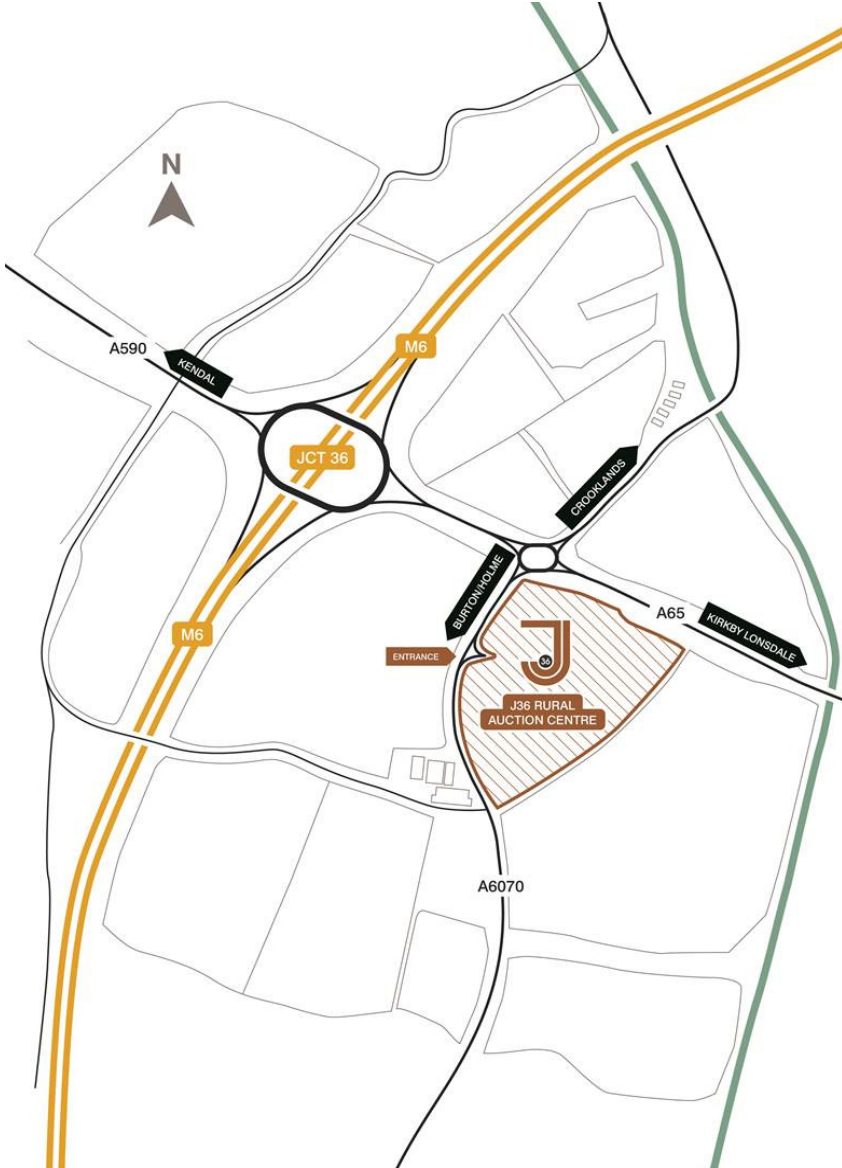 N
A590
KENDAL
M6
JCT 36
CROOKLANDS
BURTON/HOLME
A65
KIRKBY LONSDALE
M6
ENTRANCE
J
36
J36 RURAL
AUCTION CENTRE
A6070